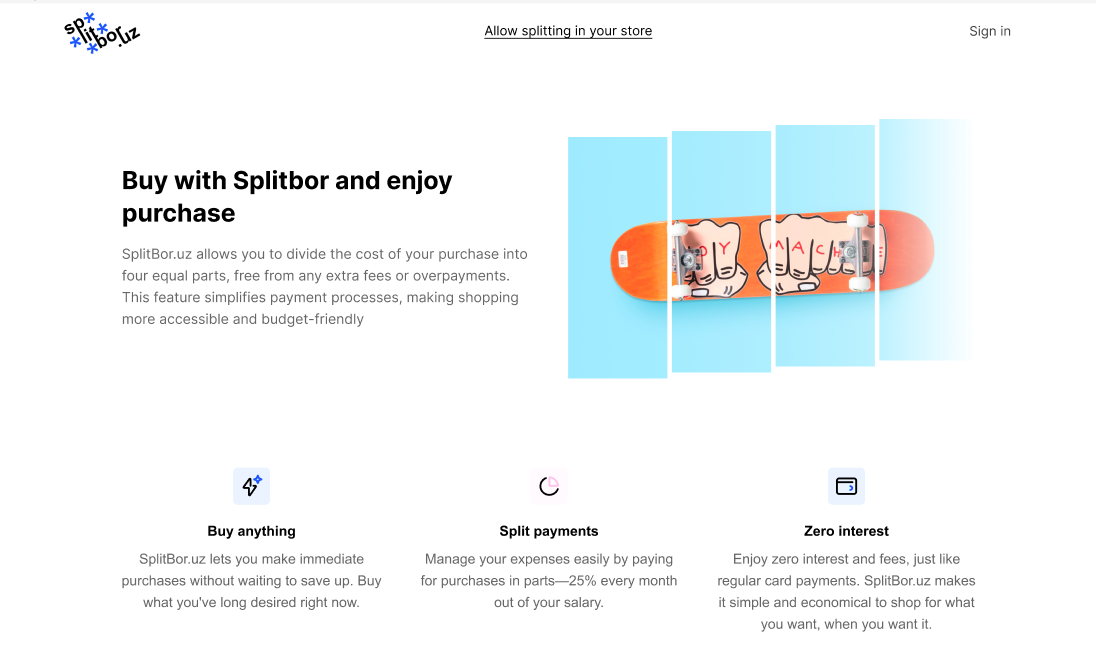 sp*
*lit*
*bor
.uz
Allow splitting in your store
Sign in
Buy with Splitbor and enjoy
purchase
SplitBor.uz allows you to divide the cost of your purchase into
four equal parts, free from any extra fees or overpayments.
This feature simplifies payment processes, making shopping
more accessible and budget-friendly
Y MACH
Buy anything
SplitBor.uz lets you make immediate
purchases without waiting to save up. Buy
what you've long desired right now.
Split payments
Manage your expenses easily by paying
for purchases in parts—25% every month
out of your salary.
Zero interest
Enjoy zero interest and fees, just like
regular card payments. SplitBor.uz makes
it simple and economical to shop for what
you want, when you want it.